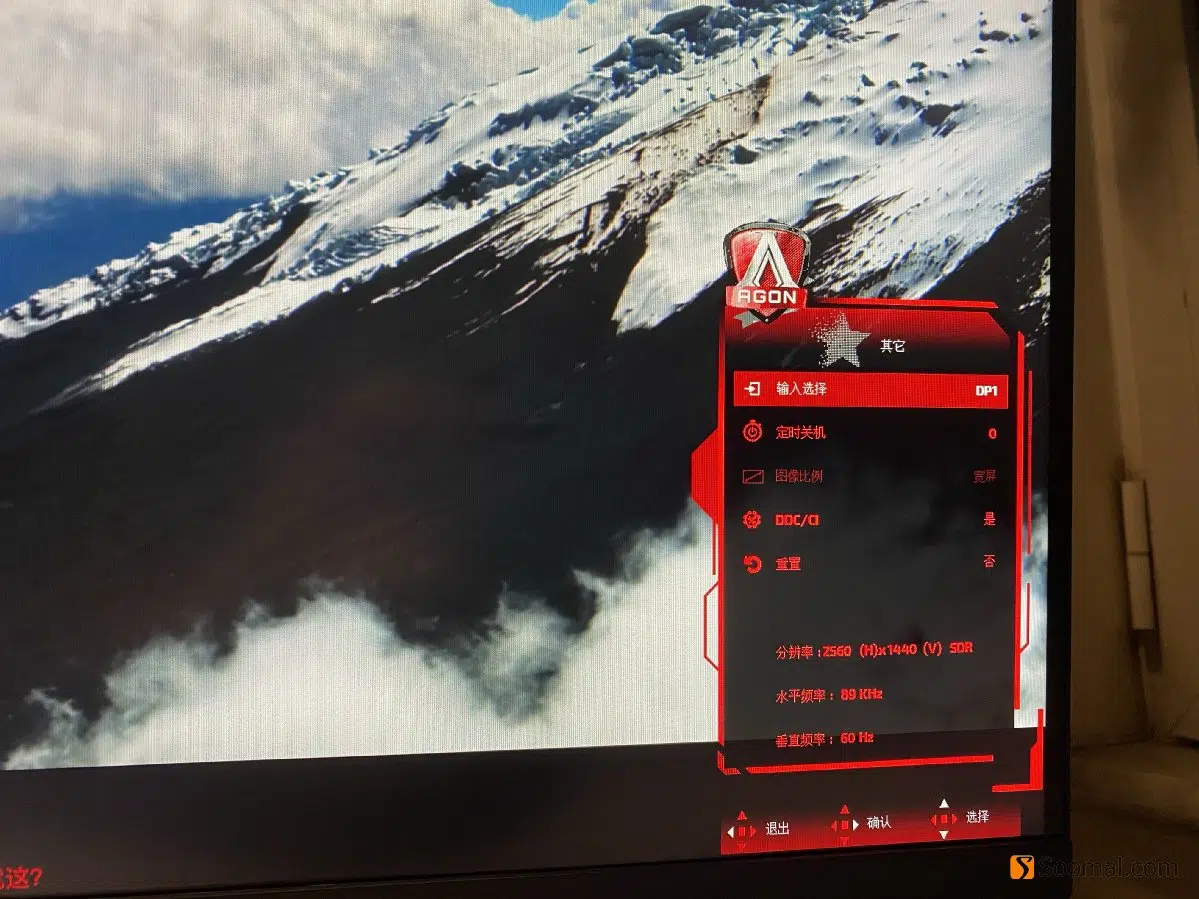 AGON
其它
输入选择 DP1
定时关机 0
图像比例 宽屏
DDC/CI 是
重置 否
分辨率 :2560 (H)x1440 (V) SDR
水平频率 : 89 KHz
垂直频率 : 60 Hz
退出 确认 选择
这?
Soomal.com